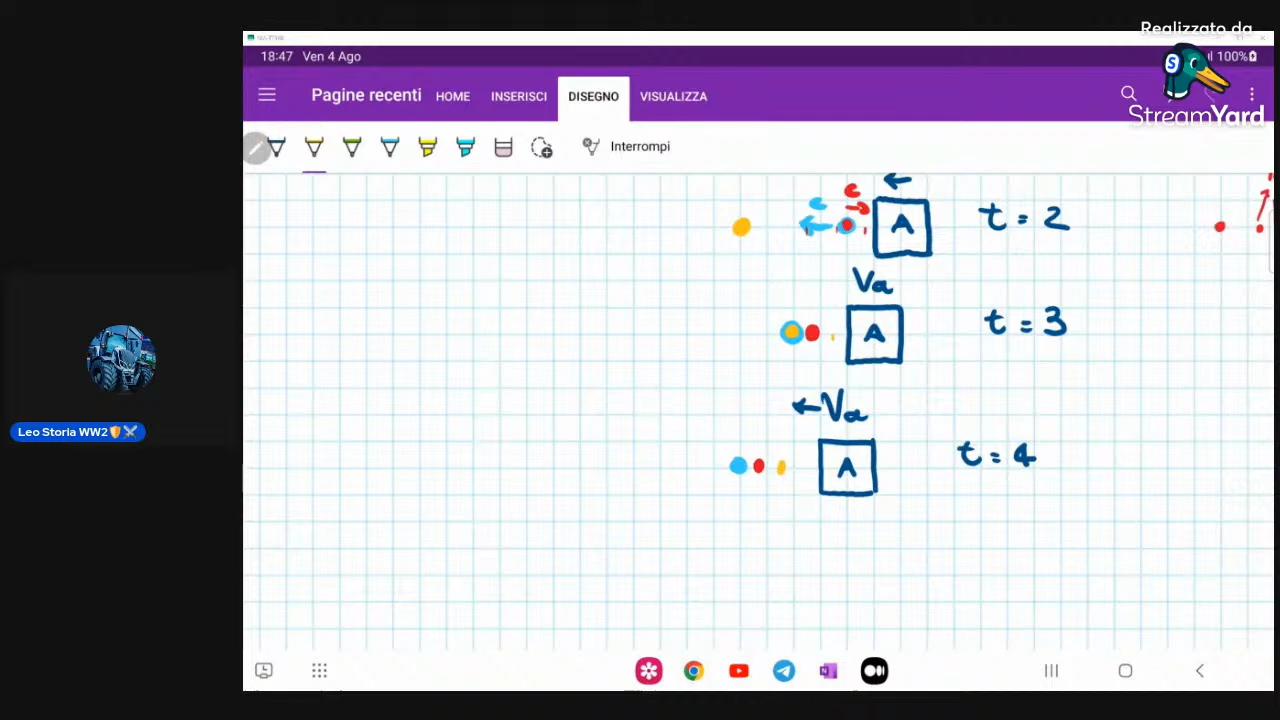 Realizzato da
StreamYard
18:47 Ven 4 Ago
100%
Pagine recenti
HOME
INSERISCI
DISEGNO
VISUALIZZA
Interrompi
c c
A t = 2
Va
A t = 3
Va
A t = 4
Leo Storia WW2